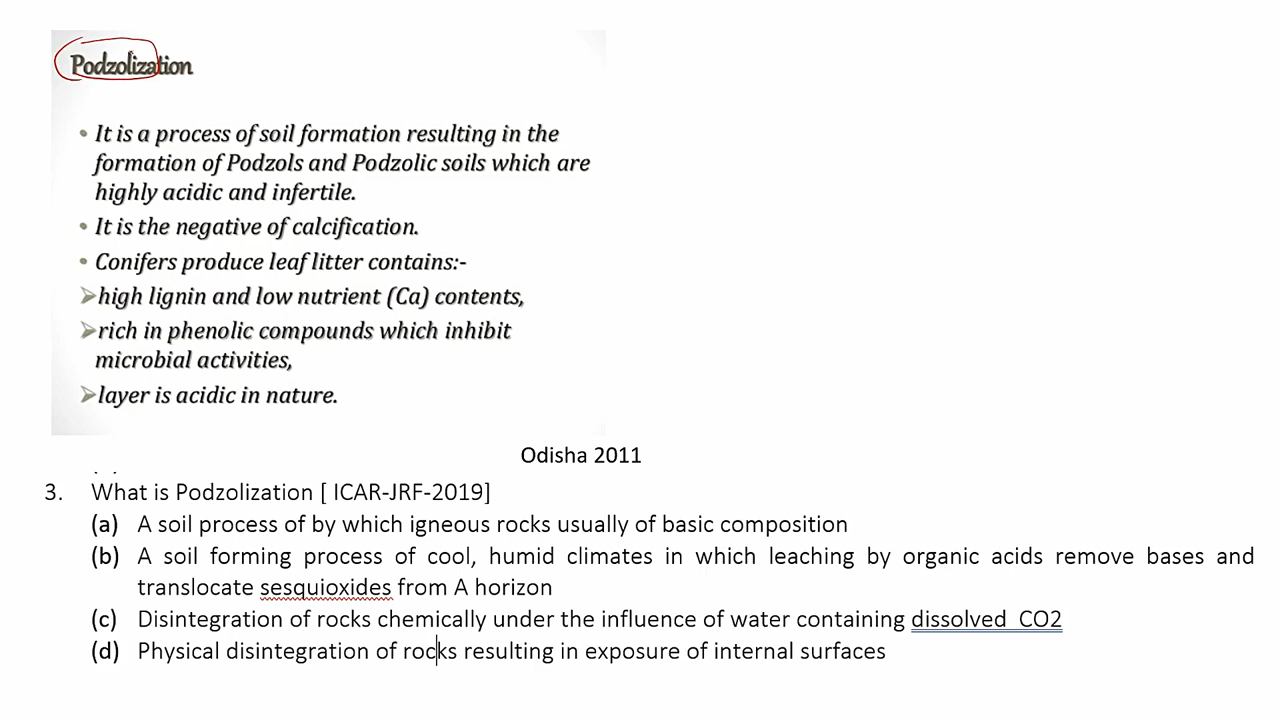 Podzolization
• It is a process of soil formation resulting in the
formation of Podzols and Podzolic soils which are
highly acidic and infertile.
• It is the negative of calcification.
• Conifers produce leaf litter contains:-
➢high lignin and low nutrient (Ca) contents,
➢rich in phenolic compounds which inhibit
microbial activities,
➢layer is acidic in nature.
Odisha 2011
3. What is Podzolization [ ICAR-JRF-2019]
(a) A soil process of by which igneous rocks usually of basic composition
(b) A soil forming process of cool, humid climates in which leaching by organic acids remove bases and
translocate sesquioxides from A horizon
(c) Disintegration of rocks chemically under the influence of water containing dissolved CO2
(d) Physical disintegration of rocks resulting in exposure of internal surfaces